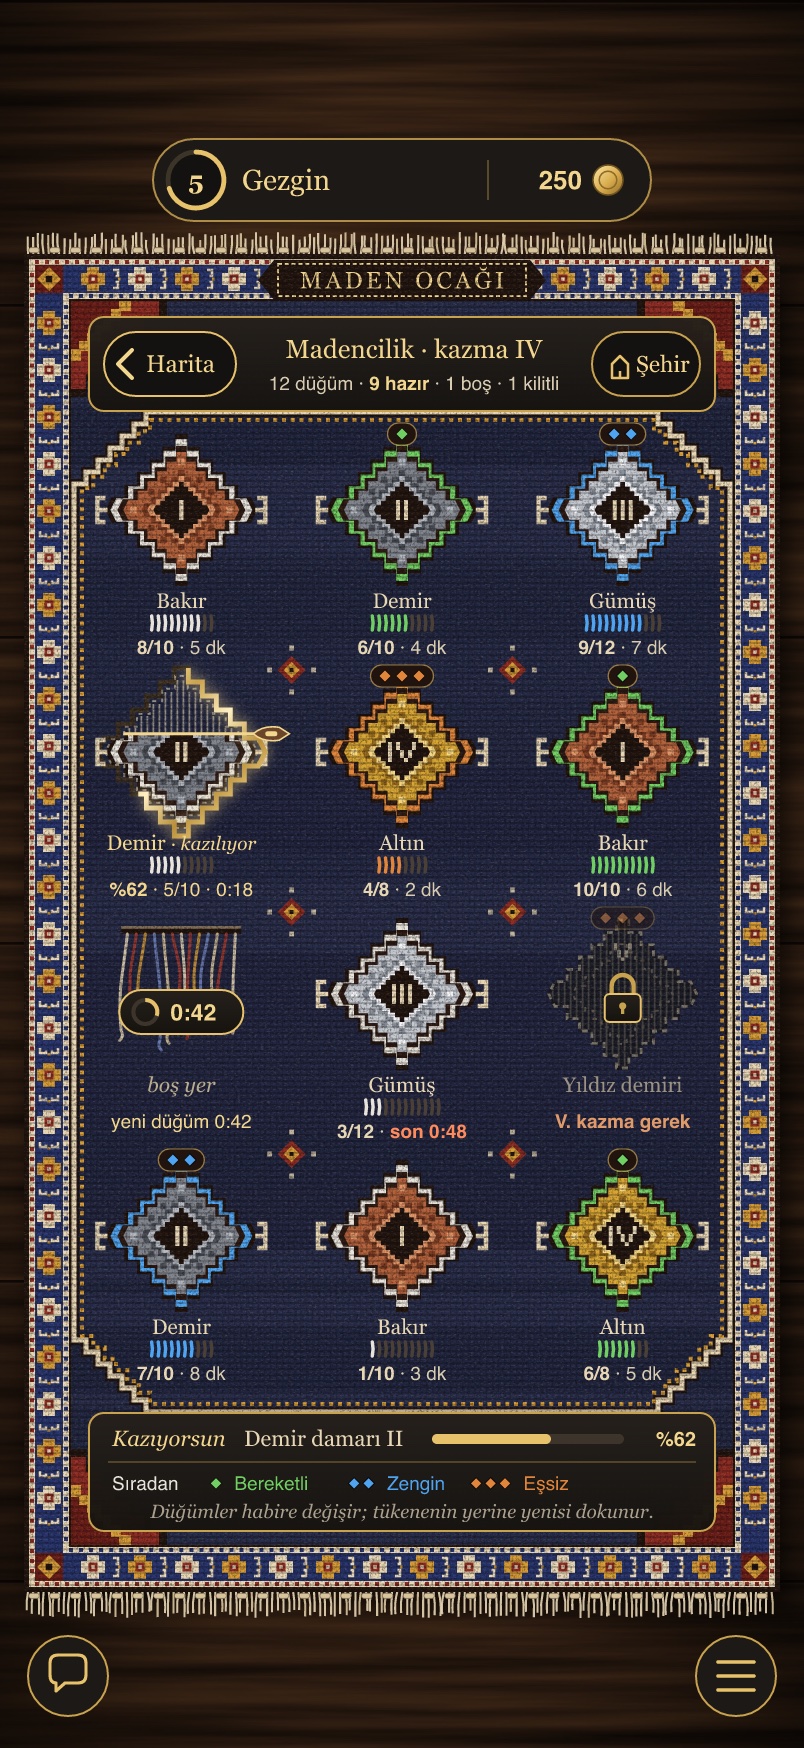 5 Gezgin 250
MADEN OCAĞI
Harita
Madencilik · kazma IV
12 düğüm · 9 hazır · 1 boş · 1 kilitli
Şehir
I II III
Bakır Demir Gümüş
8/10 · 5 dk 6/10 · 4 dk 9/12 · 7 dk
II IV I
Demir · kazılıyor Altın Bakır
%62 · 5/10 · 0:18 4/8 · 2 dk 10/10 · 6 dk
0:42 III
boş yer Gümüş Yıldız demiri
yeni düğüm 0:42 3/12 · son 0:48 V. kazma gerek
II I IV
Demir Bakır Altın
7/10 · 8 dk 1/10 · 3 dk 6/8 · 5 dk
Kazıyorsun Demir damarı II %62
Sıradan Bereketli Zengin Eşsiz
Düğümler habire değişir; tükenenin yerine yenisi dokunur.